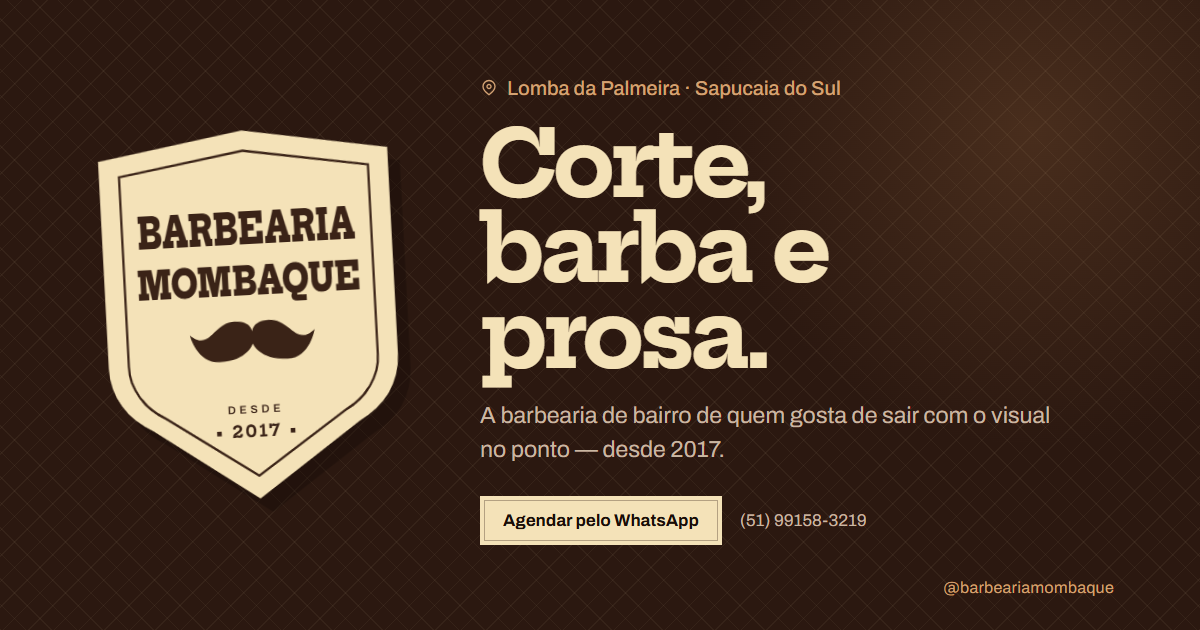 BARBEARIA
MOMBAQUE
DESDE
· 2017 ·
Lomba da Palmeira · Sapucaia do Sul
Corte,
barba e
prosa.
A barbearia de bairro de quem gosta de sair com o visual
no ponto — desde 2017.
Agendar pelo WhatsApp
(51) 99158-3219
@barbeariamombaque